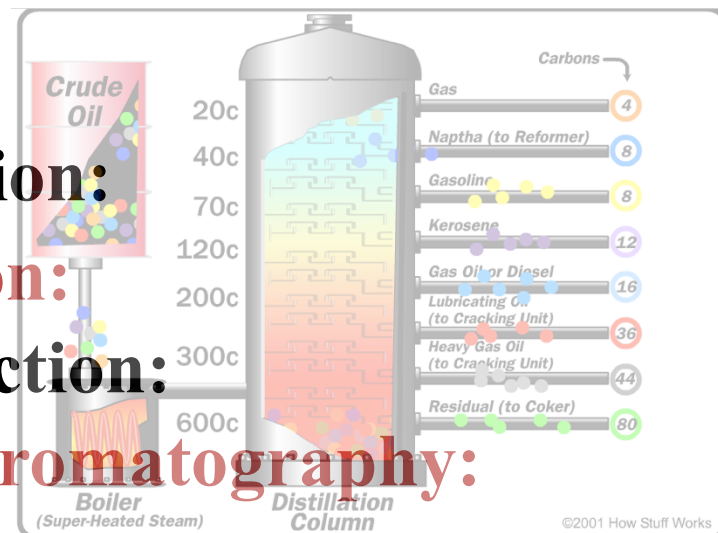 Carbons
Crude
Oil
Gas
4
20c
Naptha (to Reformer)
8
40c
ion:
Gasoline
8
70c
Kerosene
12
120c
Gas Oil or Diesel
16
on:
200c
Lubricating Oil
(to Cracking Unit)
36
Heavy Gas Oil
(to Cracking Unit)
44
300c
ction:
Residual (to Coker)
80
600c
romatography:
Boiler
(Super-Heated Steam)
Distillation
Column
©2001 How Stuff Works